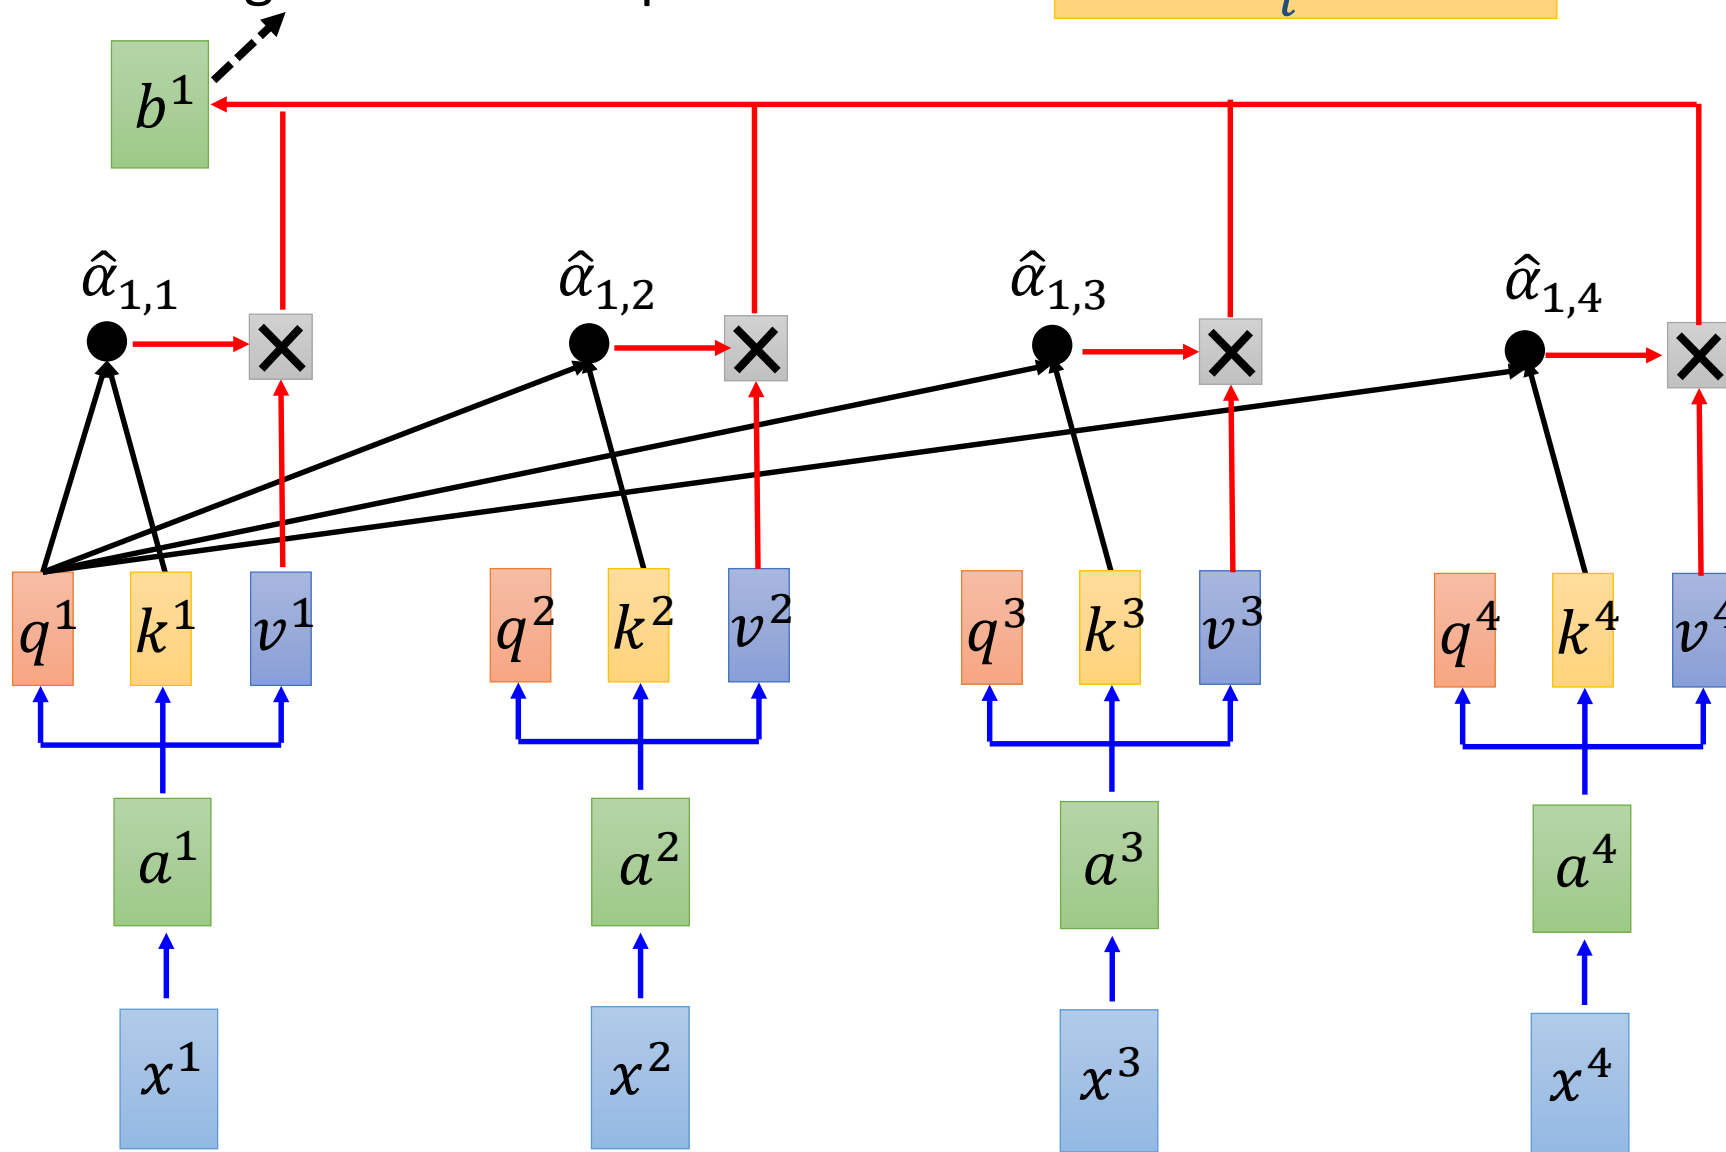 b¹
α̂₁,₁ α̂₁,₂ α̂₁,₃ α̂₁,₄
q¹ k¹ v¹ q² k² v² q³ k³ v³ q⁴ k⁴ v⁴
a¹ a² a³ a⁴
x¹ x² x³ x⁴